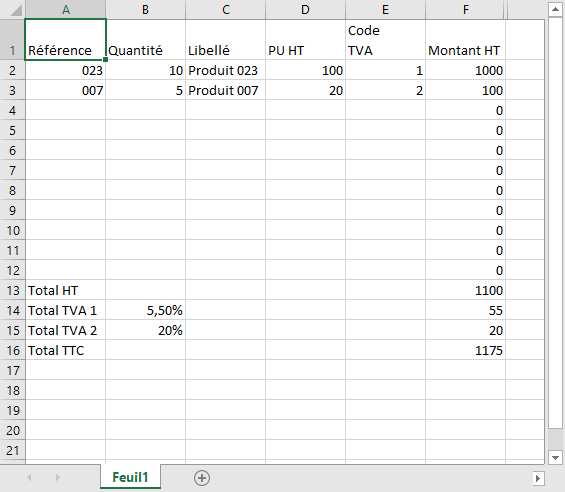 A B C D E F
Code
1 Référence Quantité Libellé PU HT TVA Montant HT
2 023 10 Produit 023 100 1 1000
3 007 5 Produit 007 20 2 100
4 0
5 0
6 0
7 0
8 0
9 0
10 0
11 0
12 0
13 Total HT 1100
14 Total TVA 1 5,50% 55
15 Total TVA 2 20% 20
16 Total TTC 1175
17
18
19
20
21
Feuil1